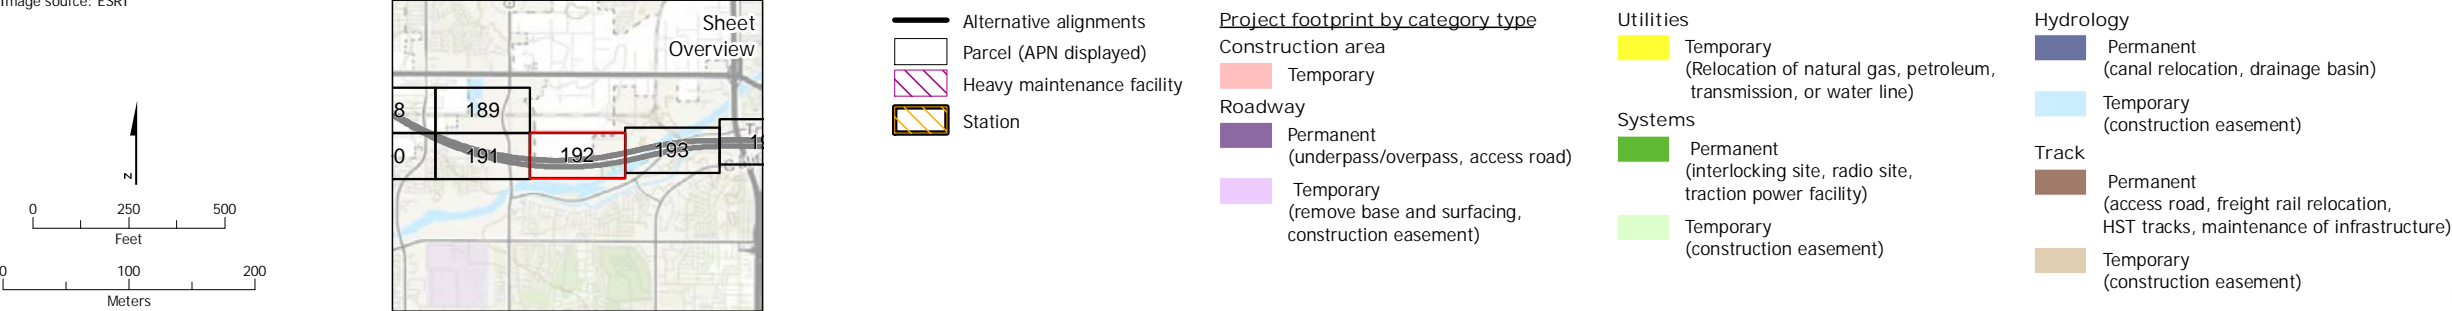 Image source: ESRI
N
0 250 500
Feet
0 100 200
Meters
Sheet
Overview
8 189
0 191 192 193
Alternative alignments
Parcel (APN displayed)
Heavy maintenance facility
Station
Project footprint by category type
Construction area
Temporary
Roadway
Permanent
(underpass/overpass, access road)
Temporary
(remove base and surfacing,
construction easement)
Utilities
Temporary
(Relocation of natural gas, petroleum,
transmission, or water line)
Systems
Permanent
(interlocking site, radio site,
traction power facility)
Temporary
(construction easement)
Hydrology
Permanent
(canal relocation, drainage basin)
Temporary
(construction easement)
Track
Permanent
(access road, freight rail relocation,
HST tracks, maintenance of infrastructure)
Temporary
(construction easement)